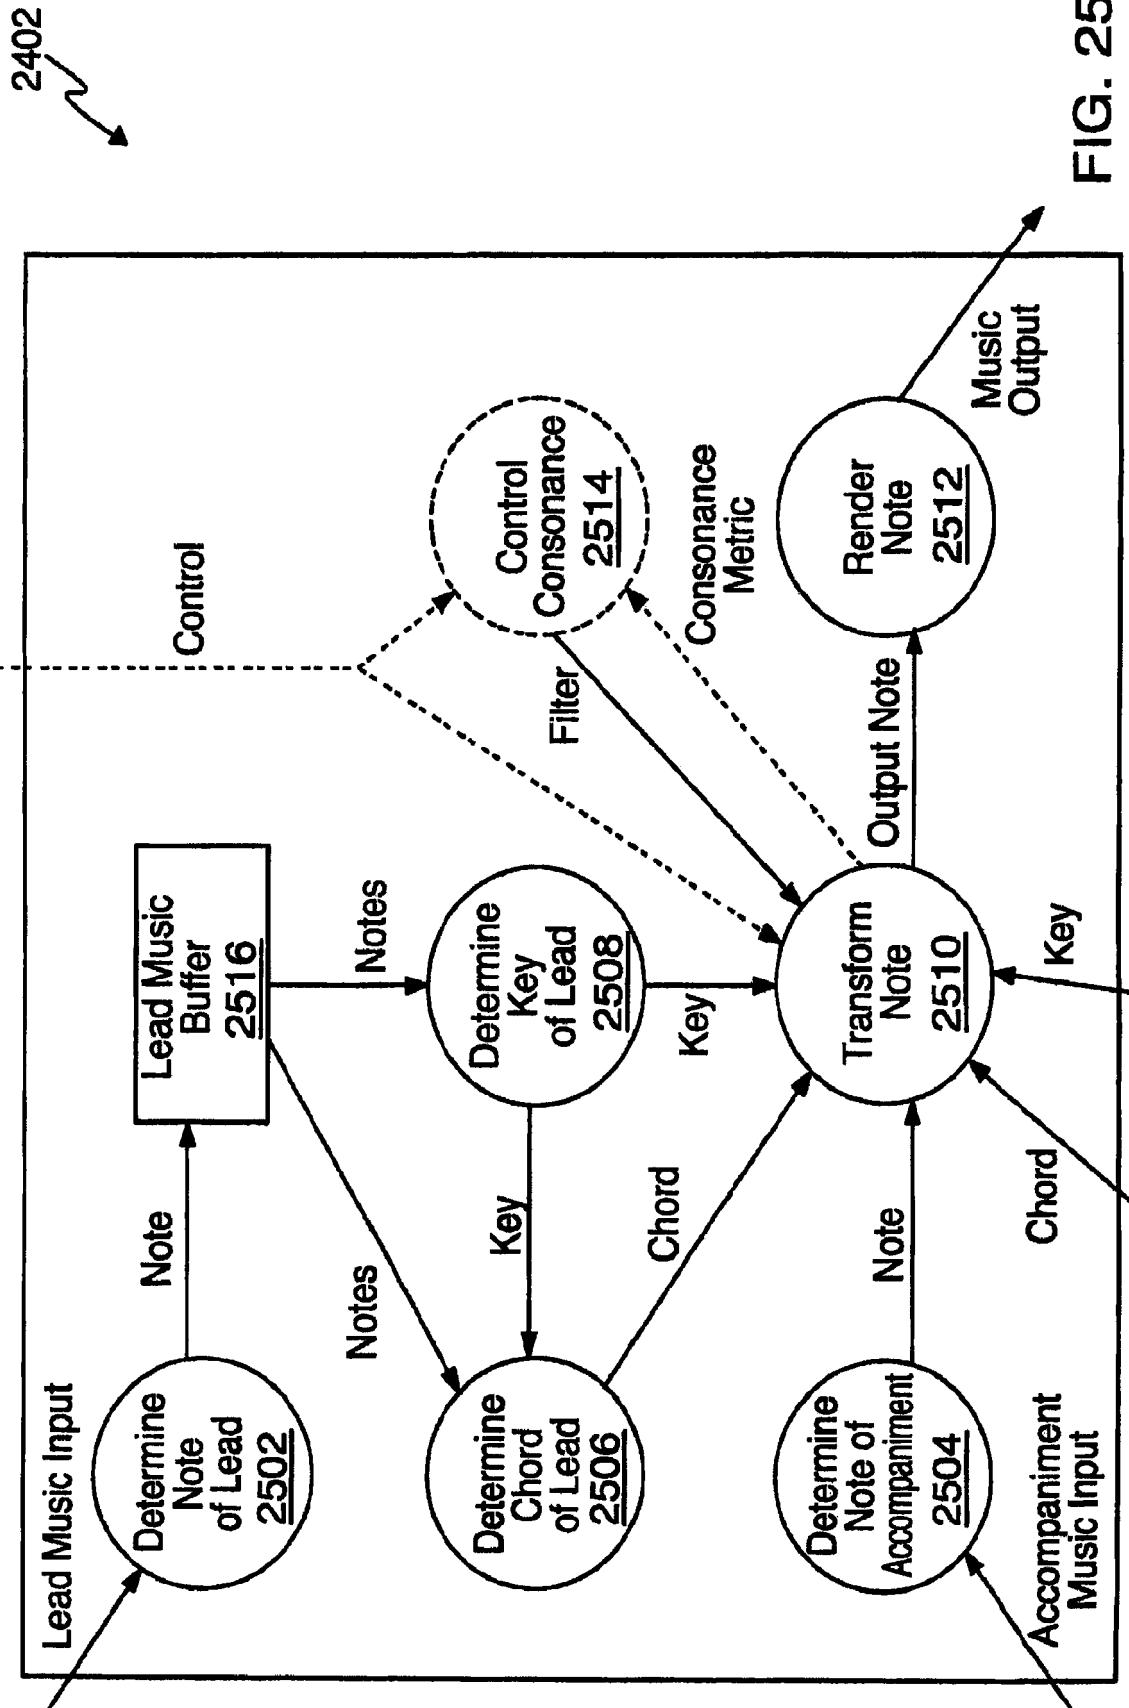 2402
Lead Music Input
Determine
Note
of Lead
2502
Note
Lead Music
Buffer
2516
Control
Notes
Notes
Determine
Chord
of Lead
2506
Key
Determine
Key
of Lead
2508
Filter
Control
Consonance
2514
Chord
Key
Consonance
Metric
Determine
Note of
Accompaniment
2504
Note
Transform
Note
2510
Output Note
Render
Note
2512
Music
Output
Accompaniment
Music Input
Chord
Key
FIG. 25